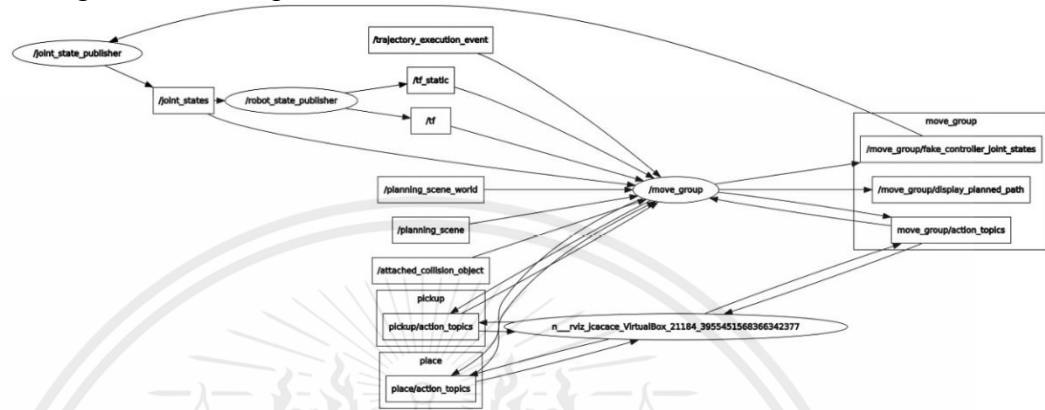 /joint_state_publisher
/joint_states
/robot_state_publisher
/trajectory_execution_event
/tf_static
/tf
/planning_scene_world
/planning_scene
/attached_collision_object
pickup
pickup/action_topics
place
place/action_topics
/move_group
n__rviz_jcacace_VirtualBox_21184_3955451568366342377
move_group
/move_group/fake_controller_joint_states
/move_group/display_planned_path
move_group/action_topics